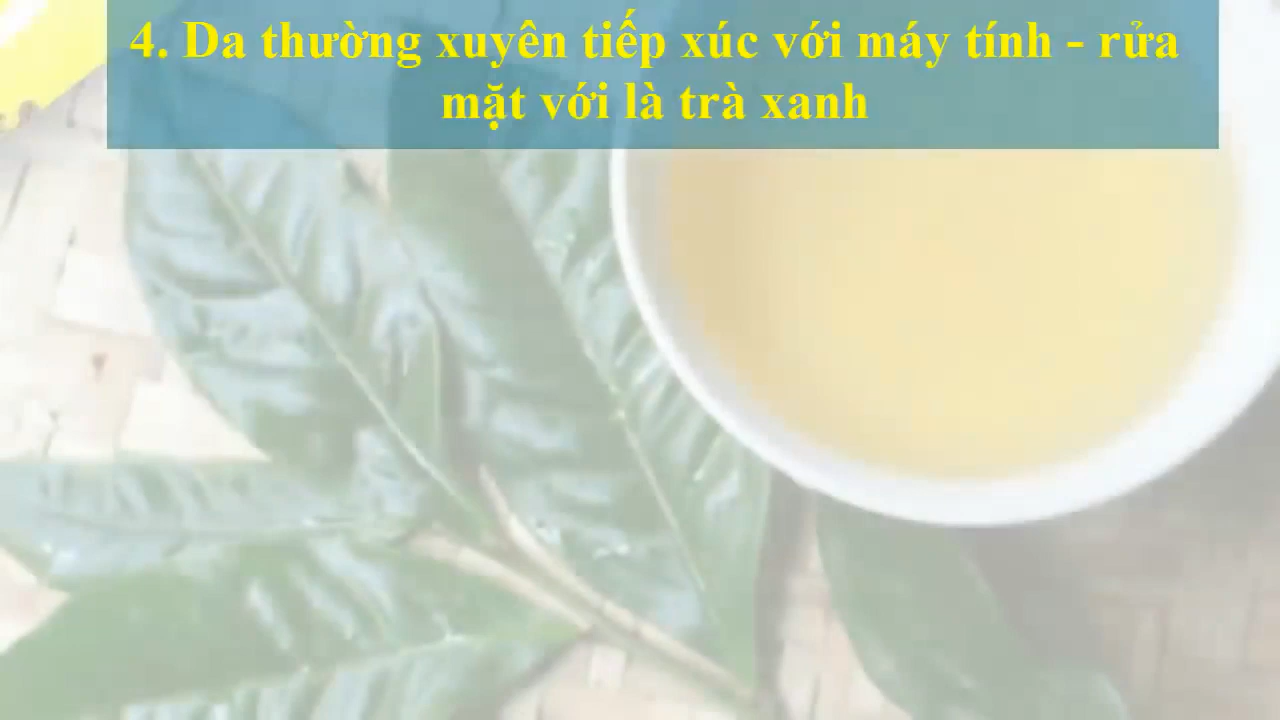 4. Da thường xuyên tiếp xúc với máy tính - rửa
mặt với là trà xanh